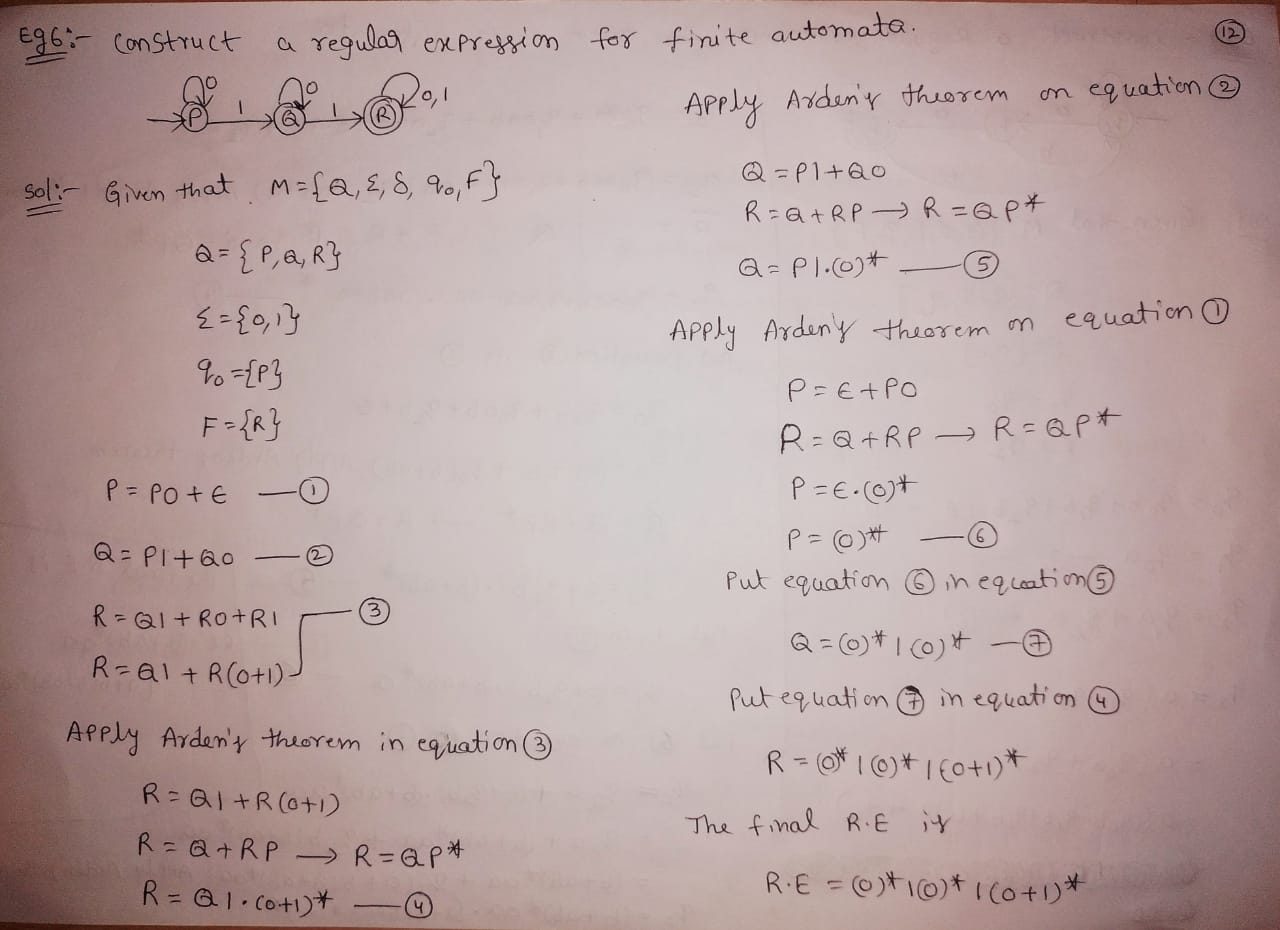 Eg6:- Construct a regular expression for finite automata.
12
0 0 0,1
P 1 Q 1 R
Sol:- Given that M={Q, Σ, δ, q₀, F}
Q={P,Q,R}
Σ={0,1}
q₀={P}
F={R}
P=P0+∈ —①
Q=P1+Q0 —②
R=Q1+R0+R1
R=Q1+R(0+1) —③
Apply Arden's theorem in equation ③
R=Q1+R(0+1)
R=Q+RP → R=QP*
R=Q1.(0+1)* —④
Apply Arden's theorem on equation ②
Q=P1+Q0
R=Q+RP → R=QP*
Q=P1.(0)* —⑤
Apply Arden's theorem on equation ①
P=∈+P0
R=Q+RP → R=QP*
P=∈.(0)*
P=(0)* —⑥
Put equation ⑥ in equation ⑤
Q=(0)*1(0)* —⑦
Put equation ⑦ in equation ④
R=(0)*1(0)*1(0+1)*
The final R.E is
R.E=(0)*1(0)*1(0+1)*